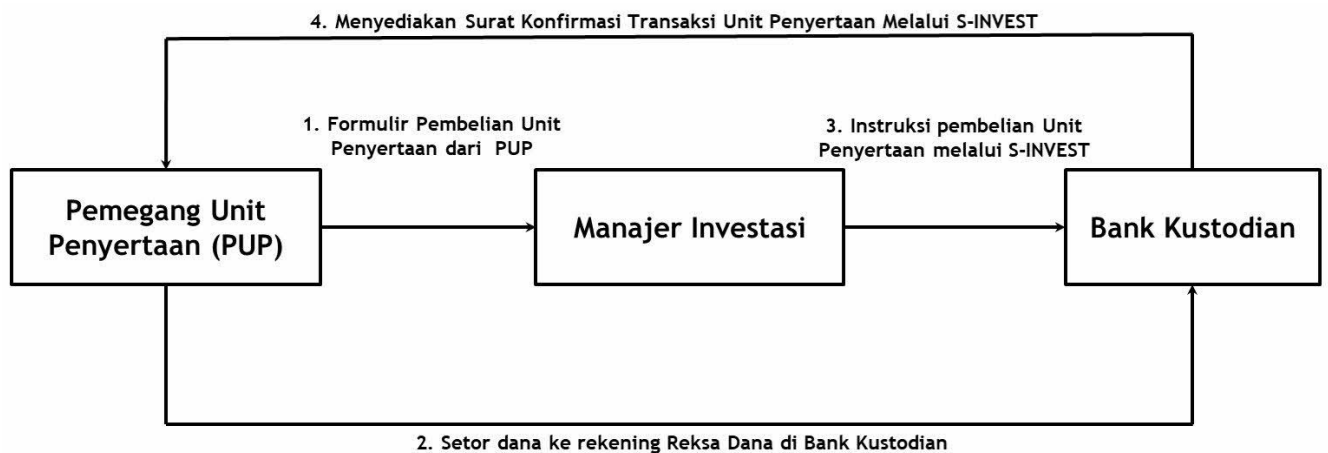 4. Menyediakan Surat Konfirmasi Transaksi Unit Penyertaan Melalui S-INVEST
1. Formulir Pembelian Unit
Penyertaan dari PUP
3. Instruksi pembelian Unit
Penyertaan melalui S-INVEST
Pemegang Unit
Penyertaan (PUP)
Manajer Investasi
Bank Kustodian
2. Setor dana ke rekening Reksa Dana di Bank Kustodian